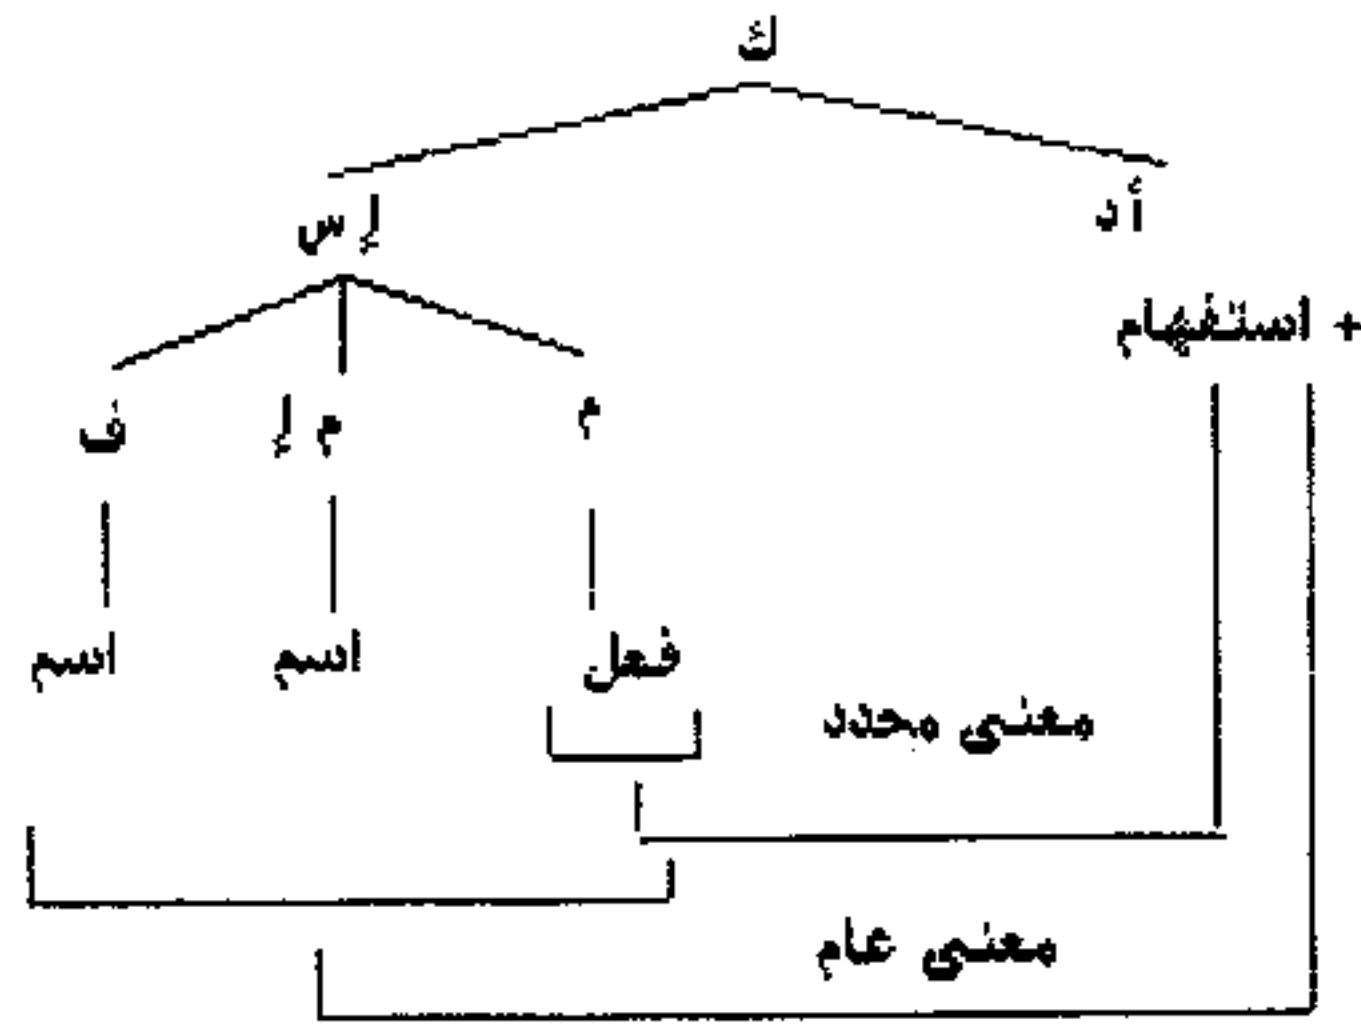 ك
أد إ س
+ استفهام
م م إ ف
فعل اسم اسم
معنى محدد
معنى عام